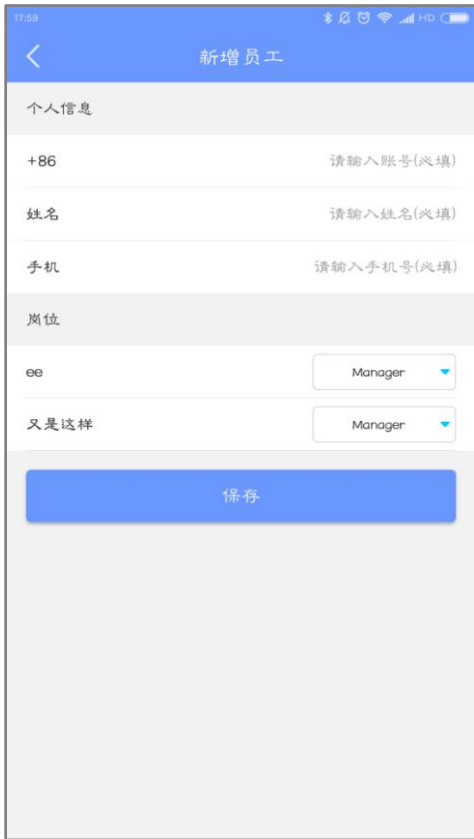 17:59 HD
新增员工
个人信息
+86 请输入账号(必填)
姓名 请输入姓名(必填)
手机 请输入手机号(必填)
岗位
ee Manager
又是这样 Manager
保存